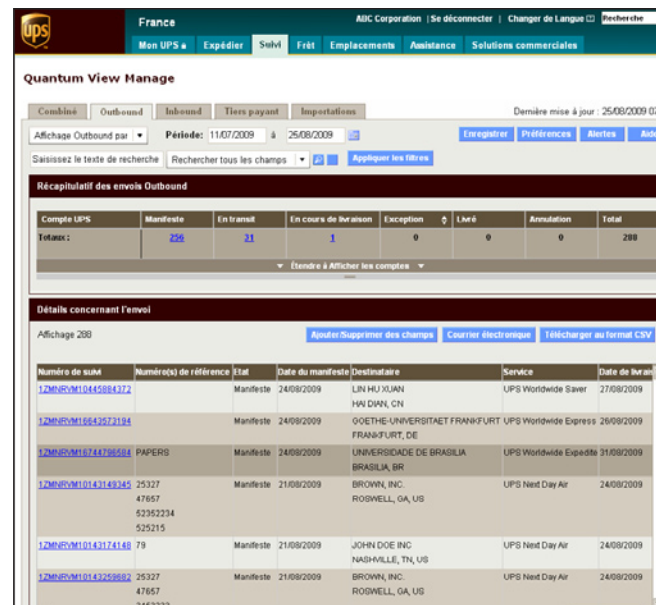 ups
France
ABC Corporation | Se déconnecter | Changer de Langue
Recherche
Mon UPS Expédier Suivi Frêt Emplacements Assistance Solutions commerciales
Quantum View Manage
Combiné Outbound Inbound Tiers payant Importations
Dernière mise à jour : 25/08/2009 0
Affichage Outbound par Période: 11/07/2009 à 25/08/2009
Enregistrer Préférences Alertes Aide
Saisissez le texte de recherche Rechercher tous les champs Appliquer les filtres
Récapitulatif des envois Outbound
Compte UPS Manifeste En transit En cours de livraison Exception Livré Annulation Total
Totaux : 256 31 1 0 0 0 288
Étendre à Afficher les comptes
Détails concernant l'envoi
Affichage 288
Ajouter/Supprimer des champs Courrier électronique Télécharger au format CSV
Numéro de suivi Numéro(s) de référence Etat Date du manifeste Destinataire Service Date de livrais
1ZMNRVM10445884372 Manifeste 24/08/2009 LIN HU XUAN UPS Worldwide Saver 27/08/2009
HAI DIAN, CN
1ZMNRVM16643573194 Manifeste 24/08/2009 GOETHE-UNIVERSITAET FRANKFURT UPS Worldwide Express 26/08/2009
FRANKFURT, DE
1ZMNRVM16744796584 PAPERS Manifeste 24/08/2009 UNIVERSIDADE DE BRASILIA UPS Worldwide Expedite 31/08/2009
BRASILIA, BR
1ZMNRVM10143149345 25327 Manifeste 21/08/2009 BROWN, INC. UPS Next Day Air 24/08/2009
47657 ROSWELL, GA, US
52352234
525215
1ZMNRVM10143174148 79 Manifeste 21/08/2009 JOHN DOE INC UPS Next Day Air 24/08/2009
NASHVILLE, TN, US
1ZMNRVM10143259682 25327 Manifeste 21/08/2009 BROWN, INC. UPS Next Day Air 24/08/2009
47657 ROSWELL, GA, US